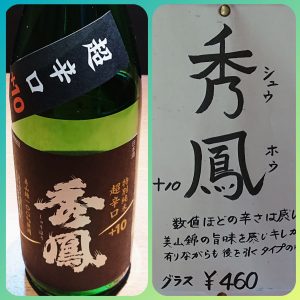 超辛口
+10
特別純米
超辛口
+10
秀鳳
秀鳳
シュウ
ホウ
+10
数値ほどの辛さは感じ
美山錦の旨味を感じキレが
有りながらも後を引くタイプの
グラス ¥460